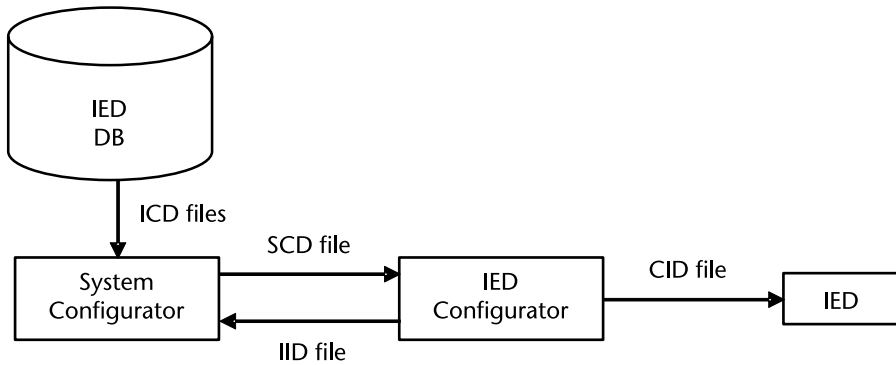 IED
DB
ICD files
SCD file
System
Configurator
IED
Configurator
CID file
IED
IID file